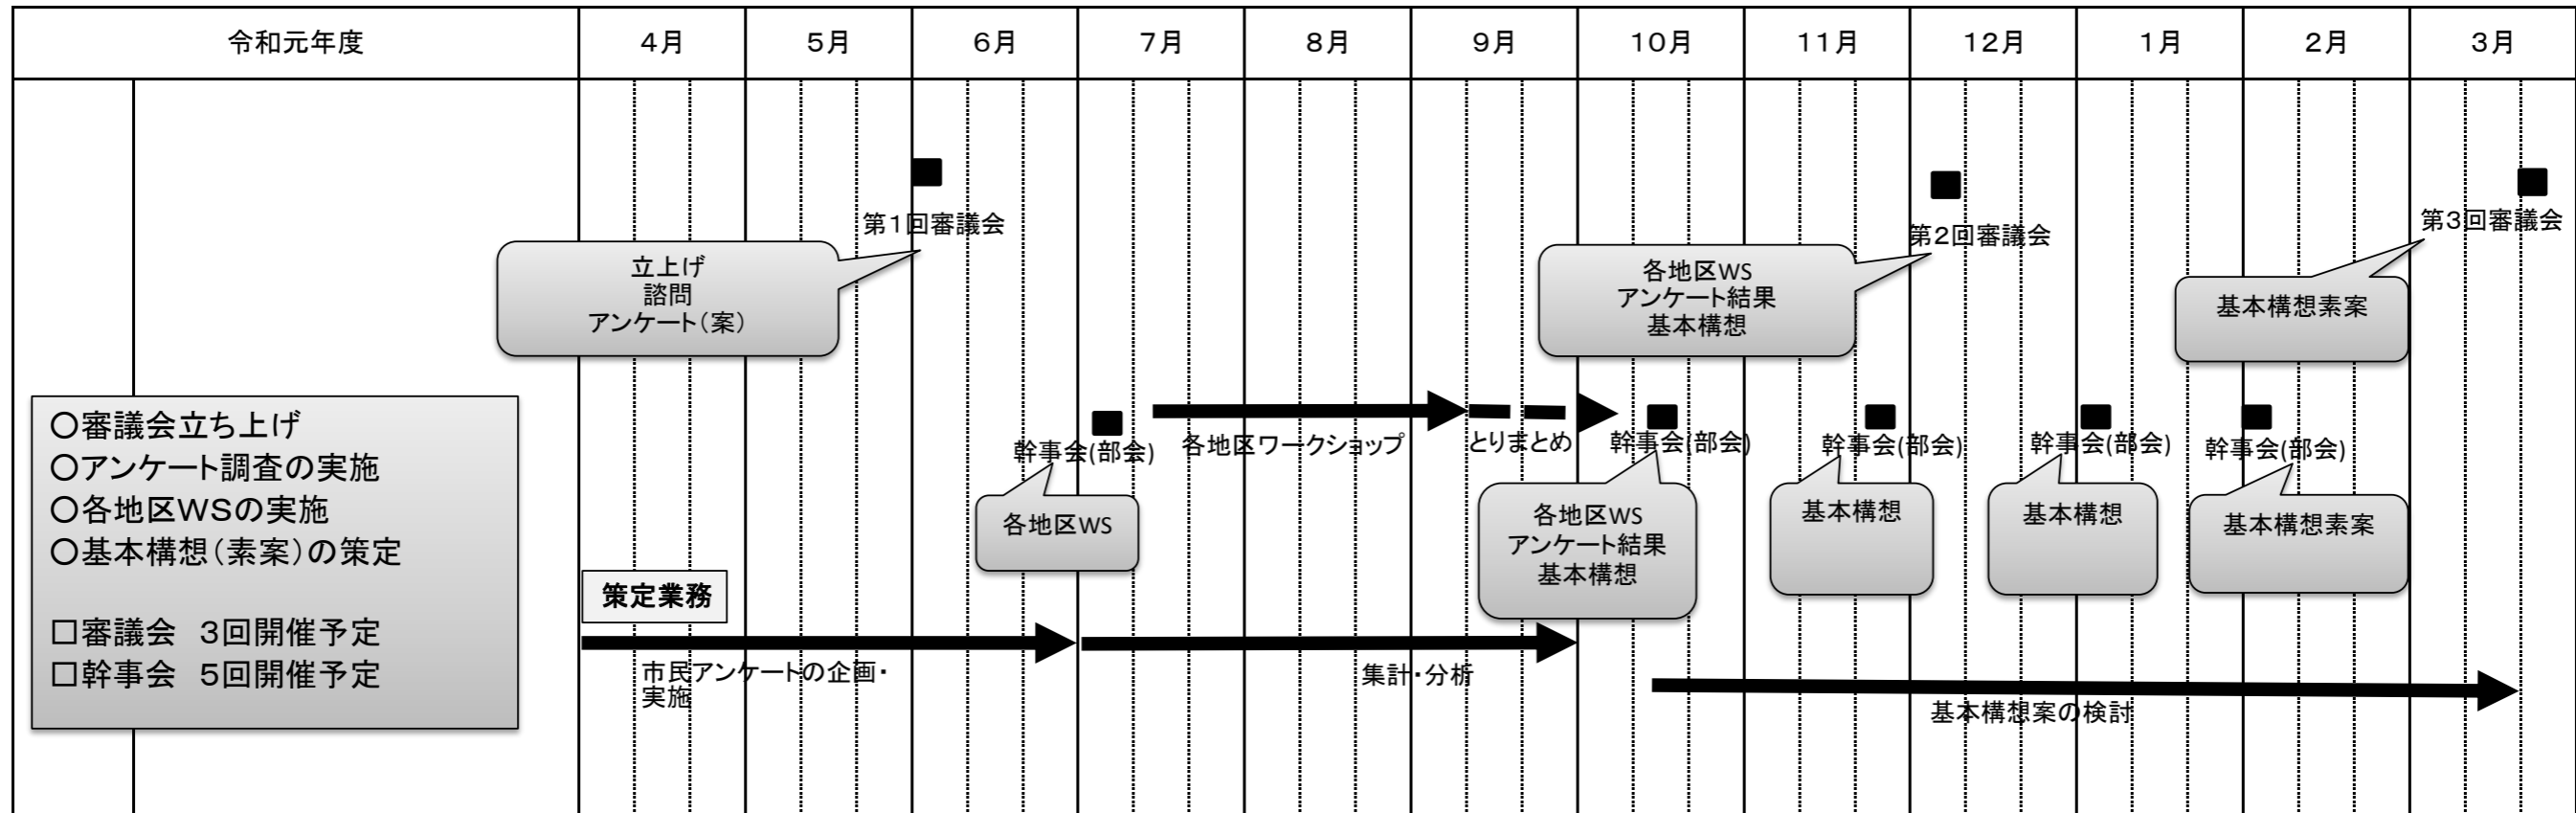 令和元年度
４月
５月
６月
７月
８月
９月
１０月
１１月
１２月
１月
２月
３月
第１回審議会
立上げ
諮問
アンケート（案）
第２回審議会
各地区WS
アンケート結果
基本構想
第３回審議会
基本構想素案
○審議会立ち上げ
○アンケート調査の実施
○各地区ＷＳの実施
○基本構想（素案）の策定
□審議会　３回開催予定
□幹事会　５回開催予定
幹事会(部会)
各地区WS
各地区ワークショップ
とりまとめ
幹事会(部会)
各地区WS
アンケート結果
基本構想
幹事会(部会)
基本構想
幹事会(部会)
基本構想
幹事会(部会)
基本構想素案
策定業務
市民アンケートの企画・
実施
集計・分析
基本構想案の検討